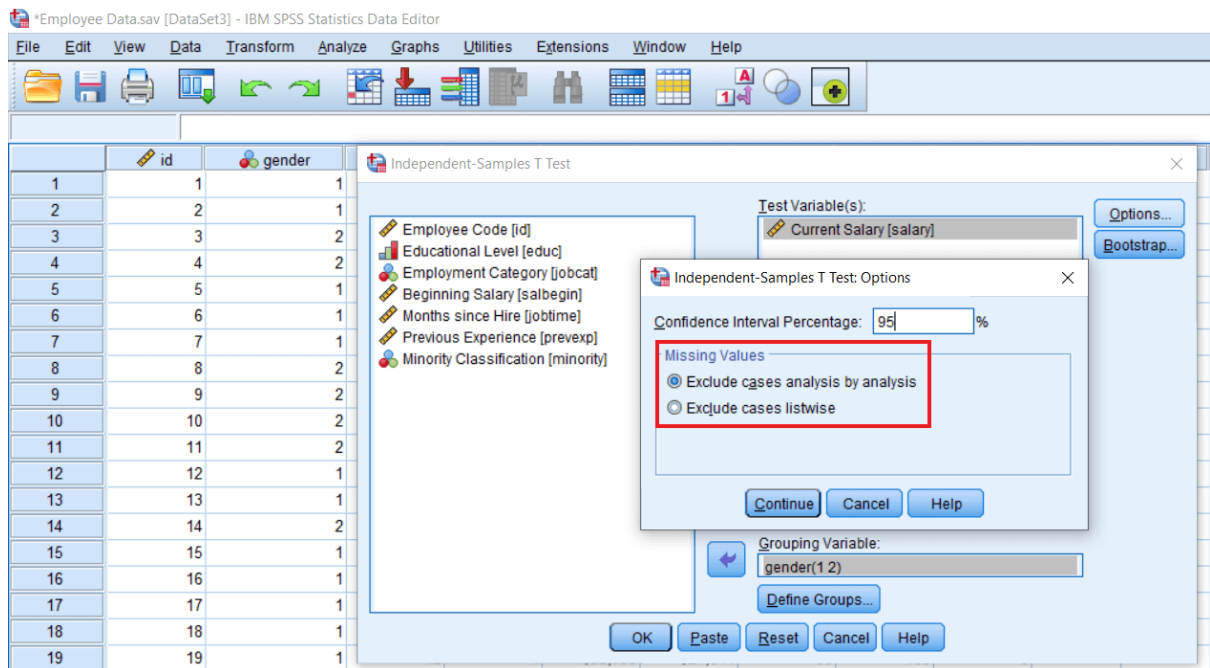 *Employee Data.sav [DataSet3] - IBM SPSS Statistics Data Editor
File Edit View Data Transform Analyze Graphs Utilities Extensions Window Help
A
1
id gender
1 1 1
2 2 1
3 3 2
4 4 2
5 5 1
6 6 1
7 7 1
8 8 2
9 9 2
10 10 2
11 11 2
12 12 1
13 13 1
14 14 2
15 15 1
16 16 1
17 17 1
18 18 1
19 19 1
Independent-Samples T Test
Employee Code [id]
Educational Level [educ]
Employment Category [jobcat]
Beginning Salary [salbegin]
Months since Hire [jobtime]
Previous Experience [prevexp]
Minority Classification [minority]
Test Variable(s):
Current Salary [salary]
Options...
Bootstrap...
Independent-Samples T Test: Options
Confidence Interval Percentage: 95 %
Missing Values
Exclude cases analysis by analysis
Exclude cases listwise
Continue Cancel Help
Grouping Variable:
gender(1 2)
Define Groups...
OK Paste Reset Cancel Help